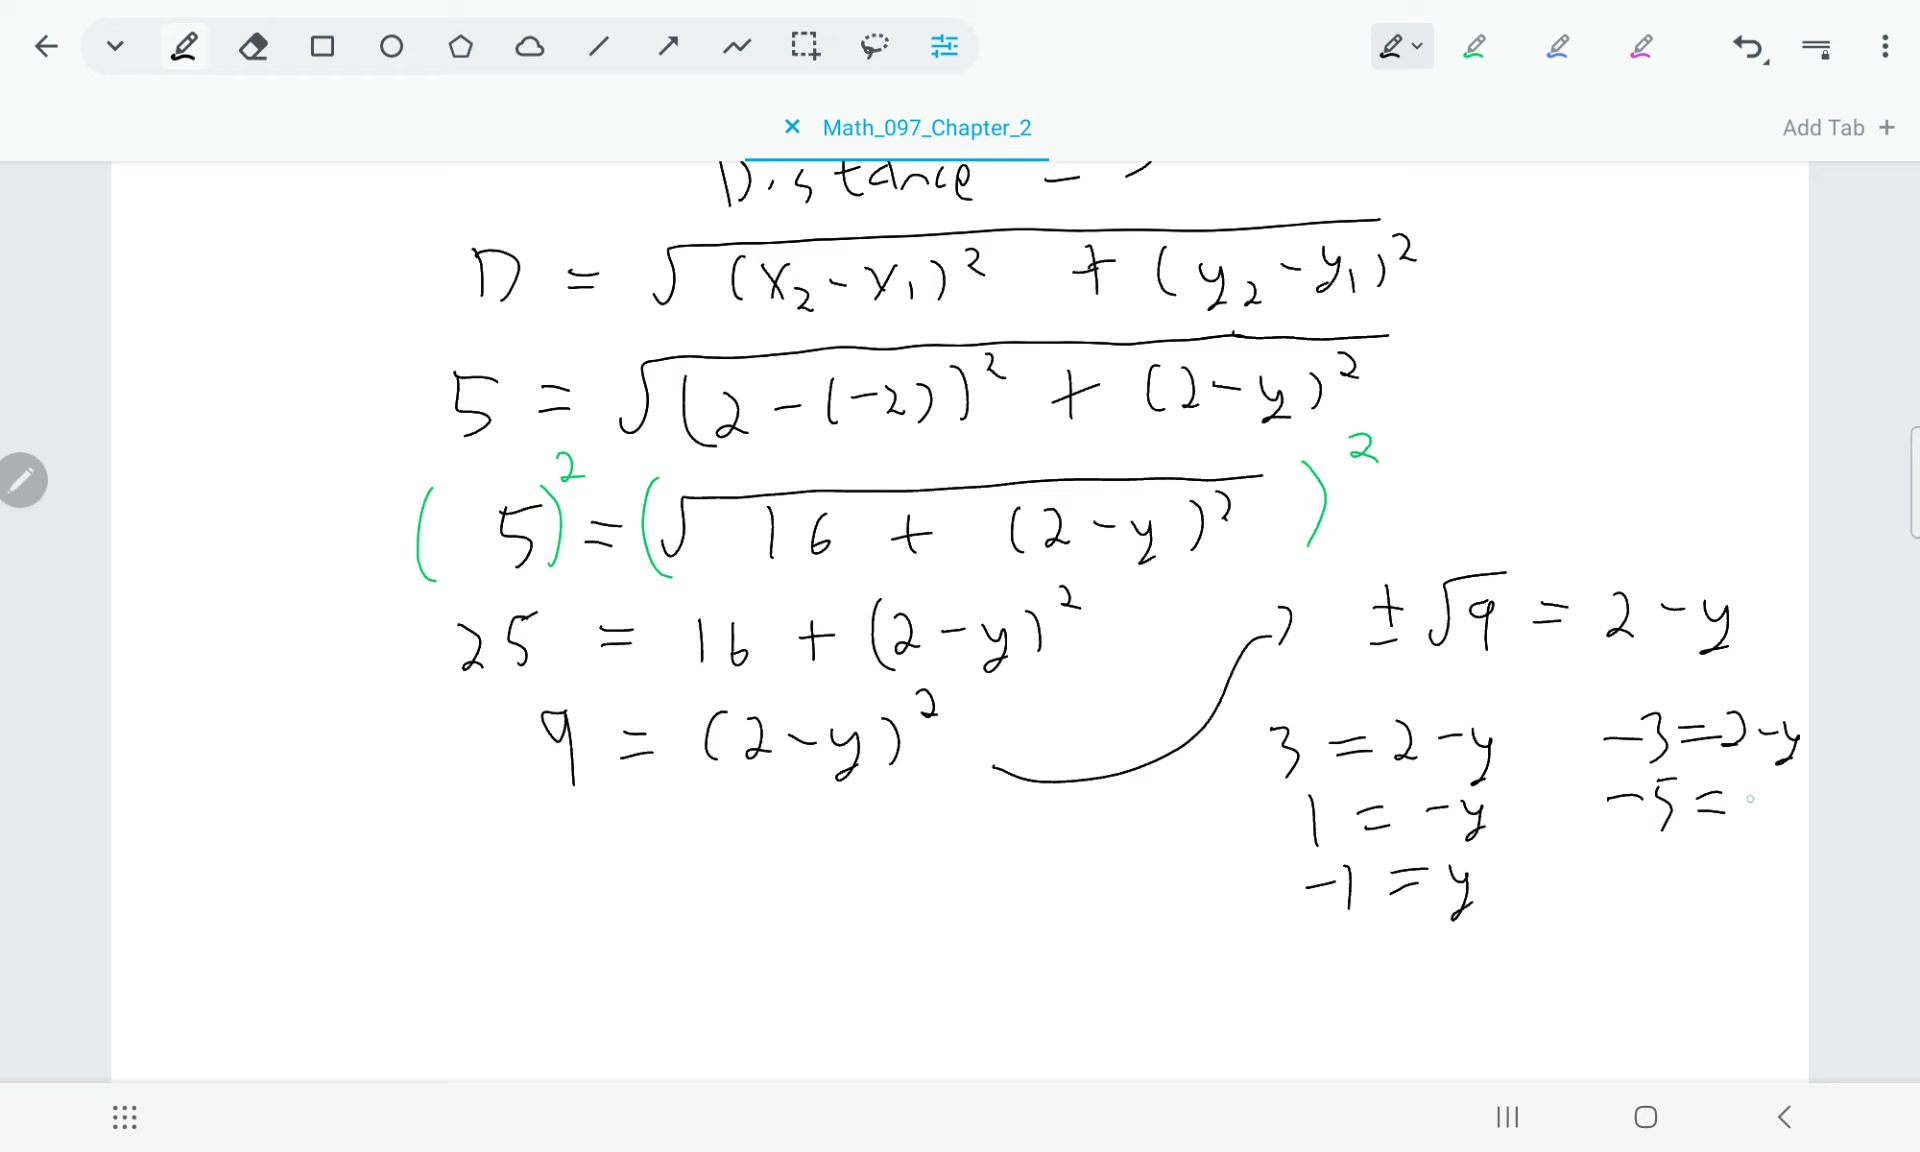 Math_097_Chapter_2
Add Tab +
Distance =
D = √(x₂-x₁)² + (y₂-y₁)²
5 = √(2-(-2))² + (2-y)²
(5)² = (√16 + (2-y)²)²
25 = 16 + (2-y)²
9 = (2-y)²
± √9 = 2-y
3 = 2-y
1 = -y
-1 = y
-3=2-y
-5 =